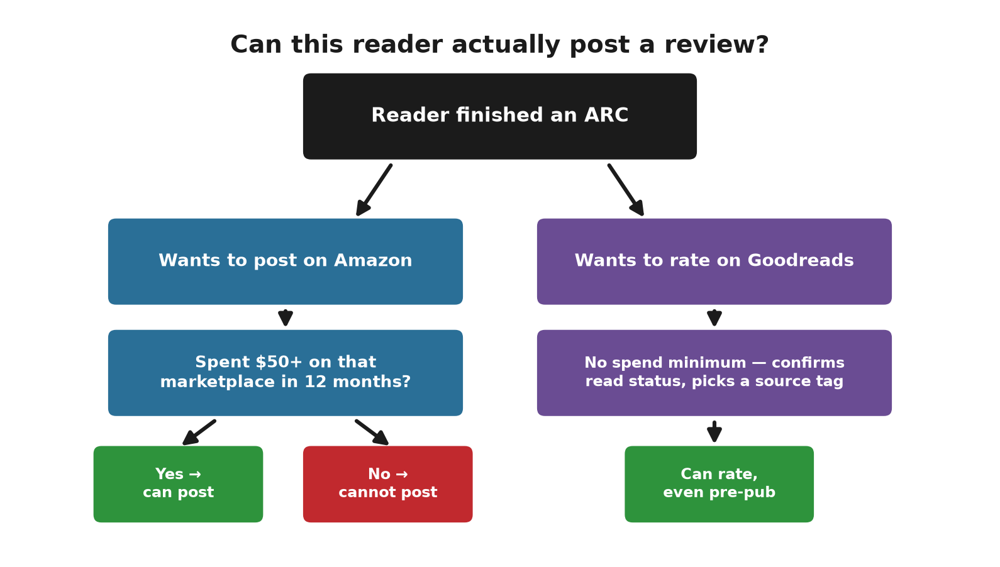 Can this reader actually post a review?
Reader finished an ARC
Wants to post on Amazon
Wants to rate on Goodreads
Spent $50+ on that
marketplace in 12 months?
No spend minimum — confirms
read status, picks a source tag
Yes →
can post
No →
cannot post
Can rate,
even pre-pub